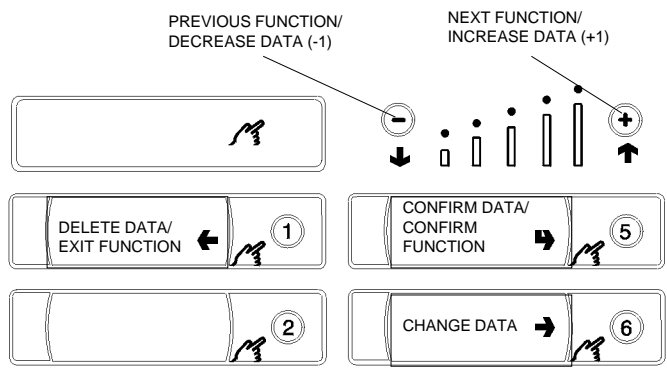 PREVIOUS FUNCTION/
DECREASE DATA (-1)
NEXT FUNCTION/
INCREASE DATA (+1)
DELETE DATA/
EXIT FUNCTION
1
CONFIRM DATA/
CONFIRM
FUNCTION
5
2
CHANGE DATA
6